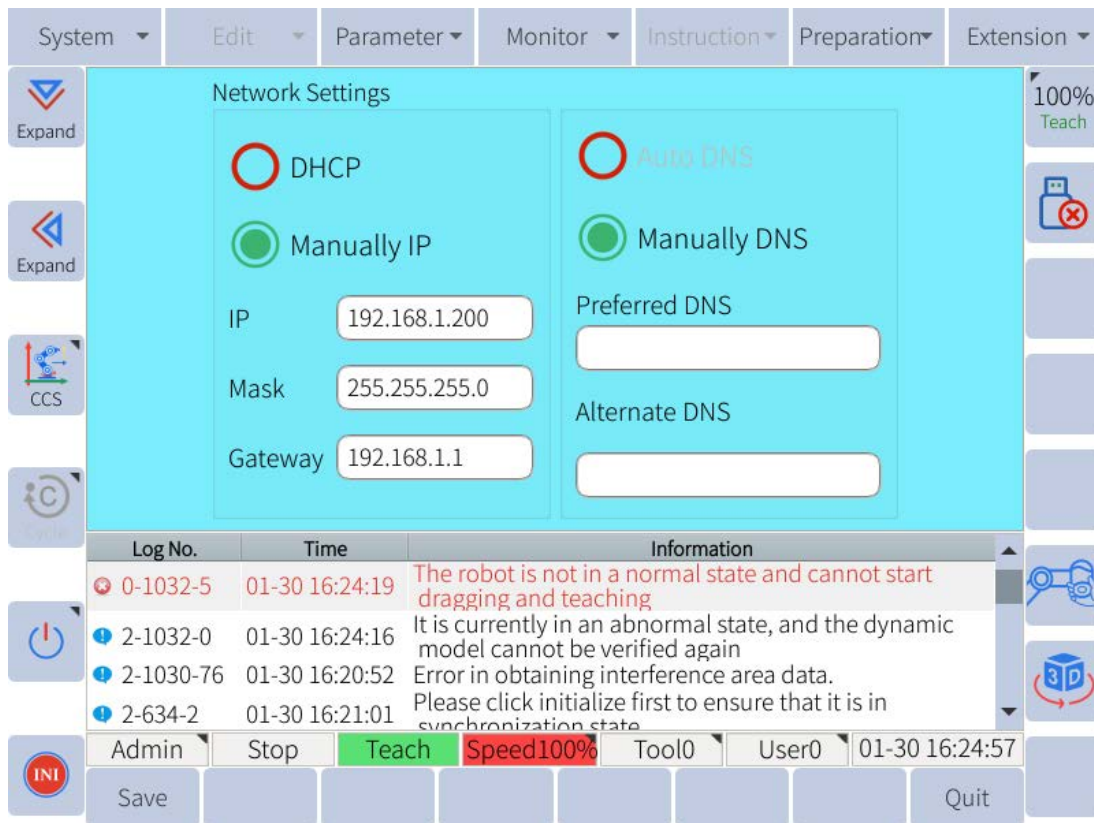 System
Edit
Parameter
Monitor
Instruction
Preparation
Extension
Expand
Expand
CCS
Cycle
INI
Network Settings
DHCP
Manually IP
IP 192.168.1.200
Mask 255.255.255.0
Gateway 192.168.1.1
Auto DNS
Manually DNS
Preferred DNS
Alternate DNS
100%
Teach
3D
Log No. Time Information
0-1032-5 01-30 16:24:19 The robot is not in a normal state and cannot start
dragging and teaching
2-1032-0 01-30 16:24:16 It is currently in an abnormal state, and the dynamic
model cannot be verified again
2-1030-76 01-30 16:20:52 Error in obtaining interference area data.
2-634-2 01-30 16:21:01 Please click initialize first to ensure that it is in
synchronization state
Admin Stop Teach Speed100% Tool0 User0 01-30 16:24:57
Save Quit